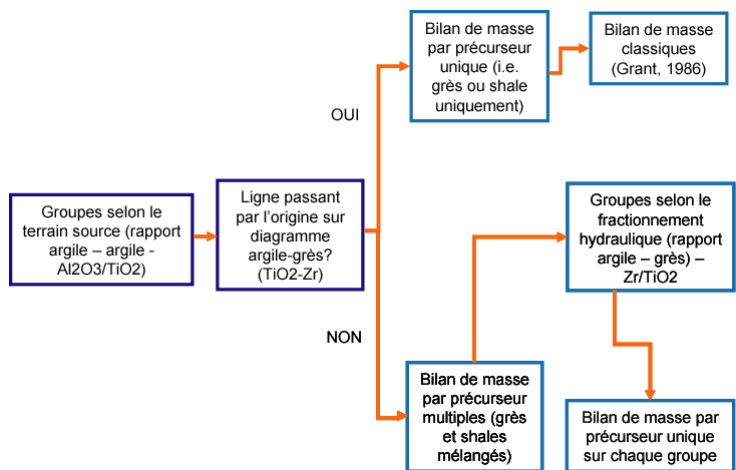 Groupes selon le
terrain source (rapport
argile – argile -
Al2O3/TiO2)
Ligne passant
par l'origine sur
diagramme
argile-grès?
(TiO2-Zr)
OUI
Bilan de masse
par précurseur
unique (i.e.
grès ou shale
uniquement)
Bilan de masse
classiques
(Grant, 1986)
NON
Bilan de masse
par précurseur
multiples (grès
et shales
mélangés)
Groupes selon le
fractionnement
hydraulique (rapport
argile – grès) –
Zr/TiO2
Bilan de masse par
précurseur unique
sur chaque groupe